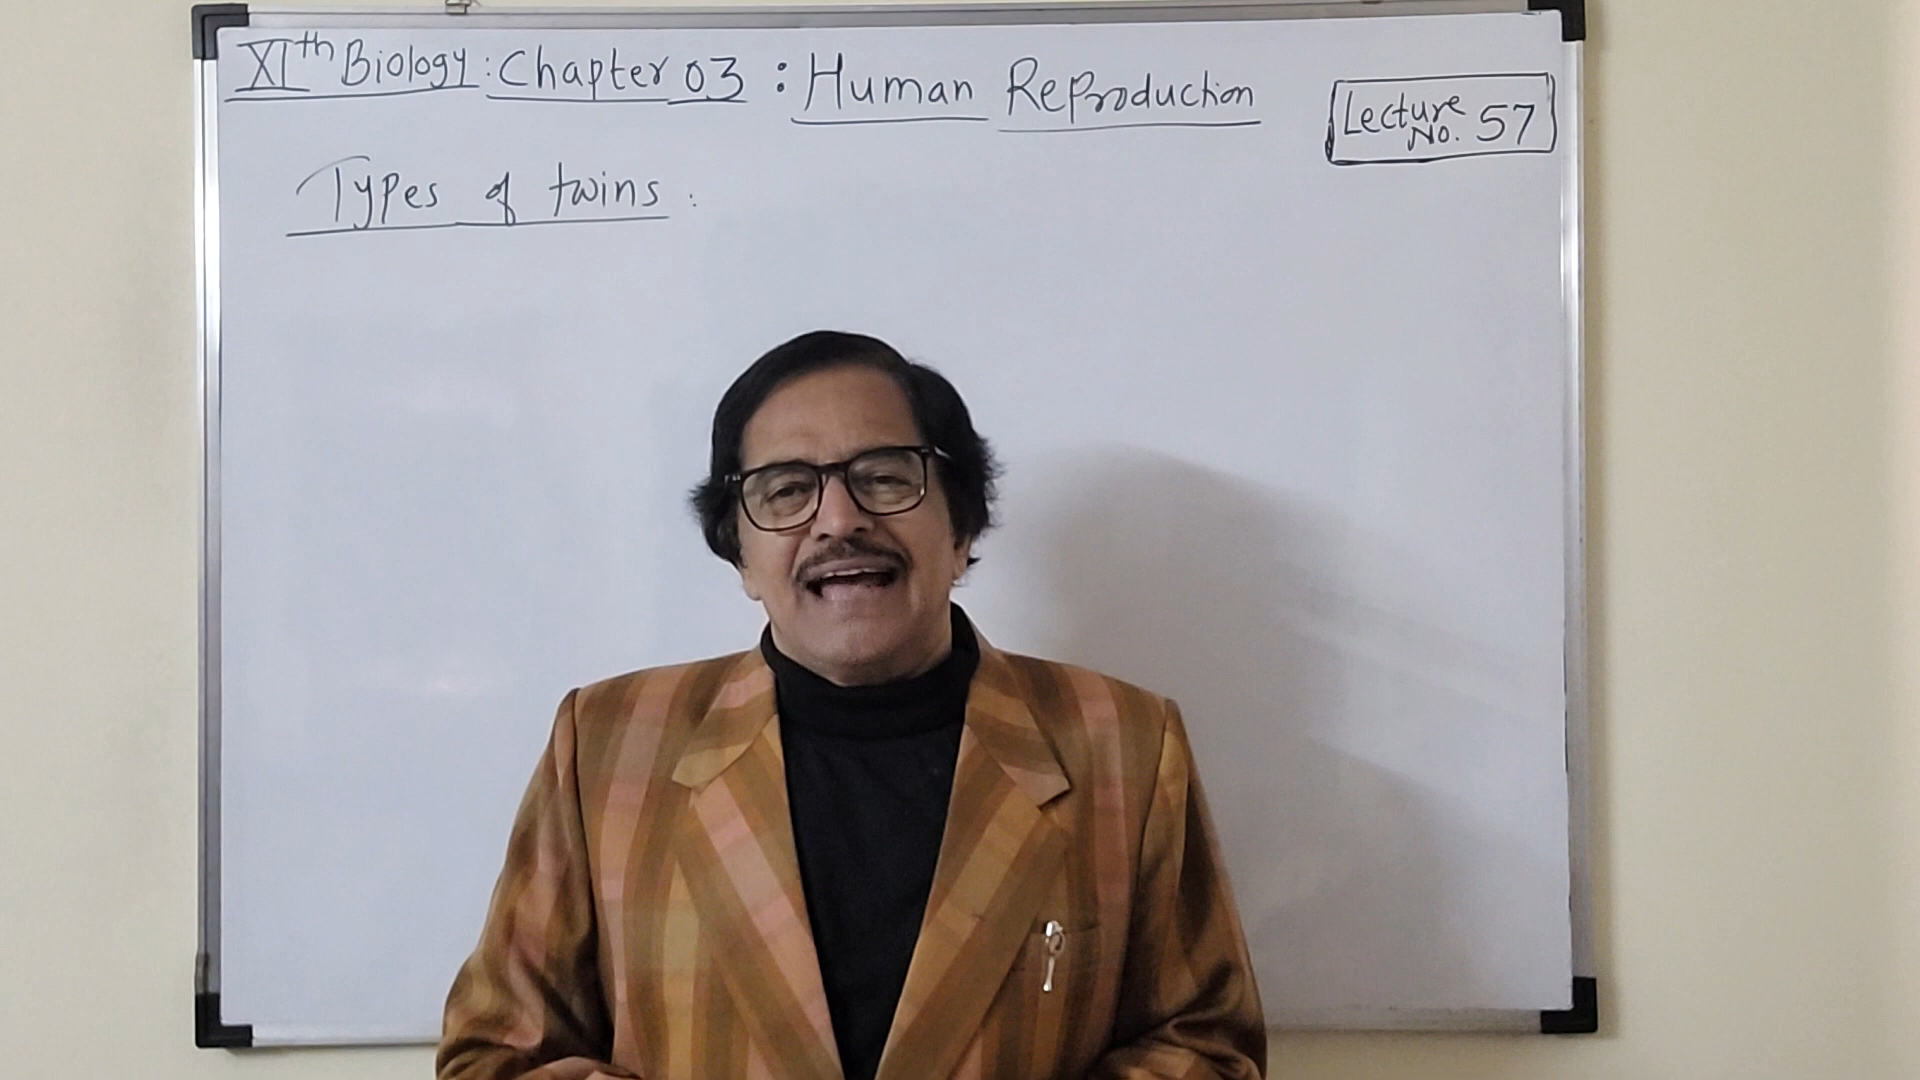 XIth Biology : Chapter 03 : Human Reproduction
Lecture No. 57
Types of twins :